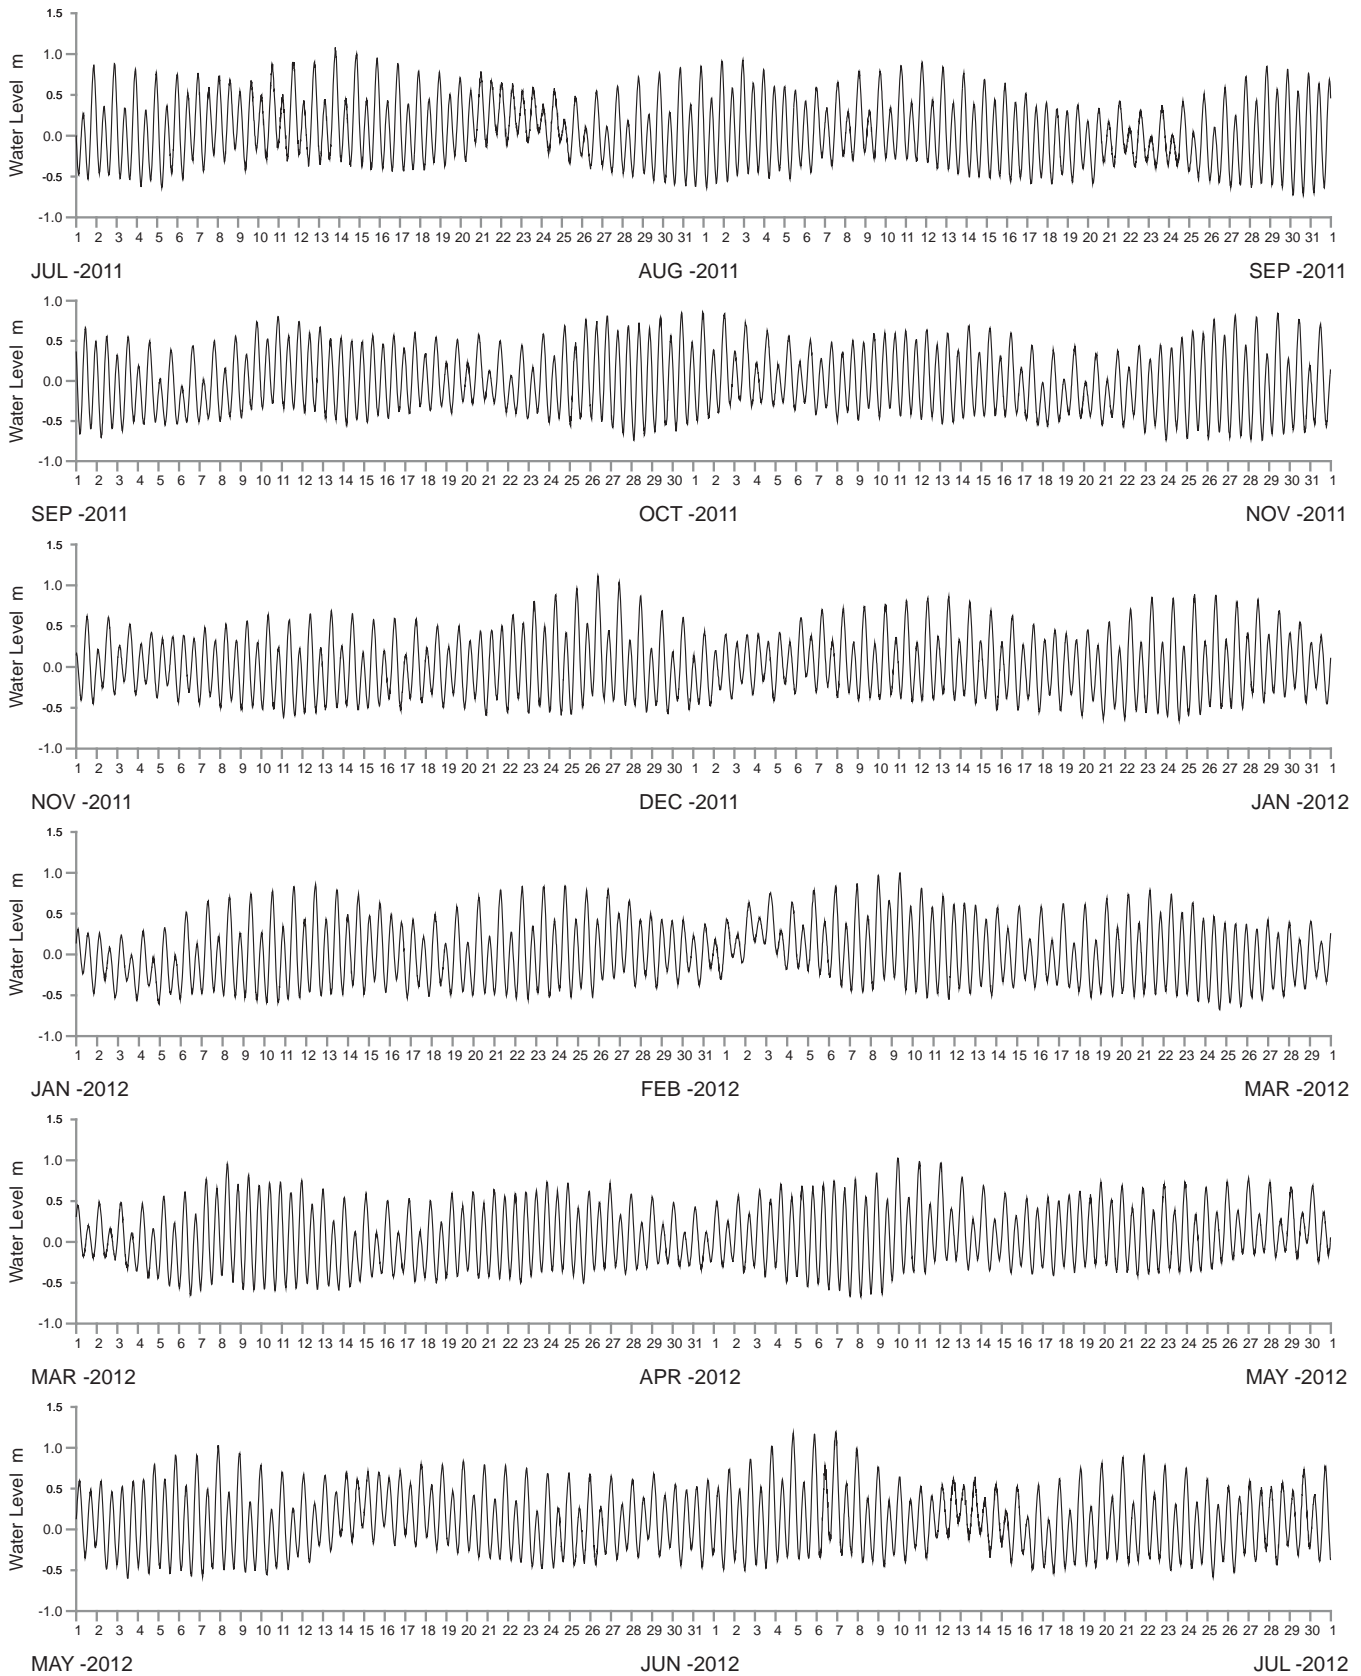 1.5
1.0
0.5
0.0
-0.5
-1.0
Water Level m
1 2 3 4 5 6 7 8 9 10 11 12 13 14 15 16 17 18 19 20 21 22 23 24 25 26 27 28 29 30 31 1 2 3 4 5 6 7 8 9 10 11 12 13 14 15 16 17 18 19 20 21 22 23 24 25 26 27 28 29 30 31 1
JUL -2011 AUG -2011 SEP -2011
1.0
0.5
0.0
-0.5
-1.0
Water Level m
1 2 3 4 5 6 7 8 9 10 11 12 13 14 15 16 17 18 19 20 21 22 23 24 25 26 27 28 29 30 1 2 3 4 5 6 7 8 9 10 11 12 13 14 15 16 17 18 19 20 21 22 23 24 25 26 27 28 29 30 31 1
SEP -2011 OCT -2011 NOV -2011
1.5
1.0
0.5
0.0
-0.5
-1.0
Water Level m
1 2 3 4 5 6 7 8 9 10 11 12 13 14 15 16 17 18 19 20 21 22 23 24 25 26 27 28 29 30 1 2 3 4 5 6 7 8 9 10 11 12 13 14 15 16 17 18 19 20 21 22 23 24 25 26 27 28 29 30 31 1
NOV -2011 DEC -2011 JAN -2012
1.5
1.0
0.5
0.0
-0.5
-1.0
Water Level m
1 2 3 4 5 6 7 8 9 10 11 12 13 14 15 16 17 18 19 20 21 22 23 24 25 26 27 28 29 30 31 1 2 3 4 5 6 7 8 9 10 11 12 13 14 15 16 17 18 19 20 21 22 23 24 25 26 27 28 29 1
JAN -2012 FEB -2012 MAR -2012
1.5
1.0
0.5
0.0
-0.5
-1.0
Water Level m
1 2 3 4 5 6 7 8 9 10 11 12 13 14 15 16 17 18 19 20 21 22 23 24 25 26 27 28 29 30 31 1 2 3 4 5 6 7 8 9 10 11 12 13 14 15 16 17 18 19 20 21 22 23 24 25 26 27 28 29 30 1
MAR -2012 APR -2012 MAY -2012
1.5
1.0
0.5
0.0
-0.5
-1.0
Water Level m
1 2 3 4 5 6 7 8 9 10 11 12 13 14 15 16 17 18 19 20 21 22 23 24 25 26 27 28 29 30 31 1 2 3 4 5 6 7 8 9 10 11 12 13 14 15 16 17 18 19 20 21 22 23 24 25 26 27 28 29 30 1
MAY -2012 JUN -2012 JUL -2012